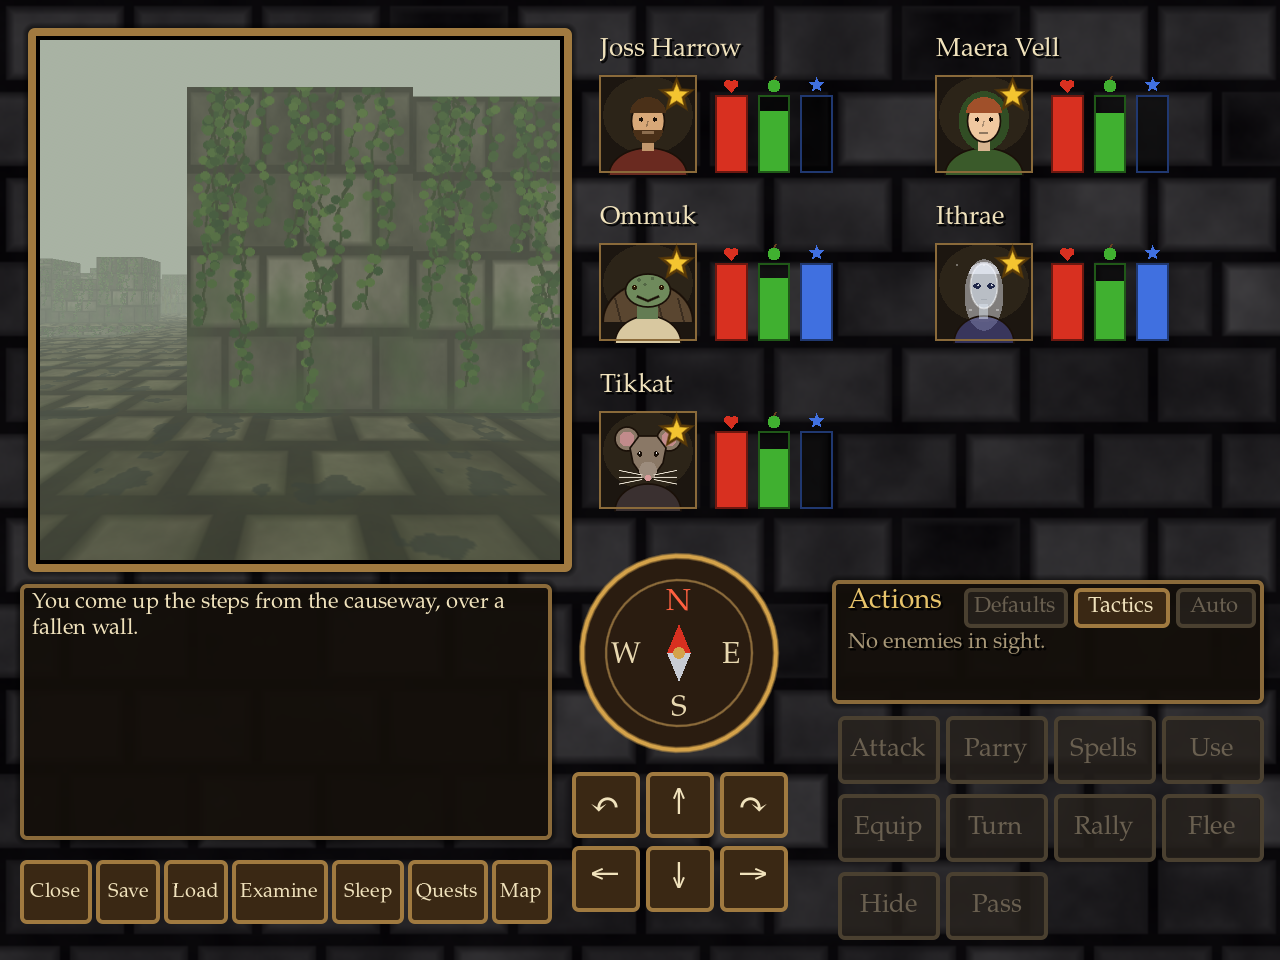 Joss Harrow
Maera Vell
Ommuk
Ithrae
Tikkat
You come up the steps from the causeway, over a
fallen wall.
N
W E
S
Actions Defaults Tactics Auto
No enemies in sight.
Attack Parry Spells Use
Equip Turn Rally Flee
Hide Pass
Close Save Load Examine Sleep Quests Map